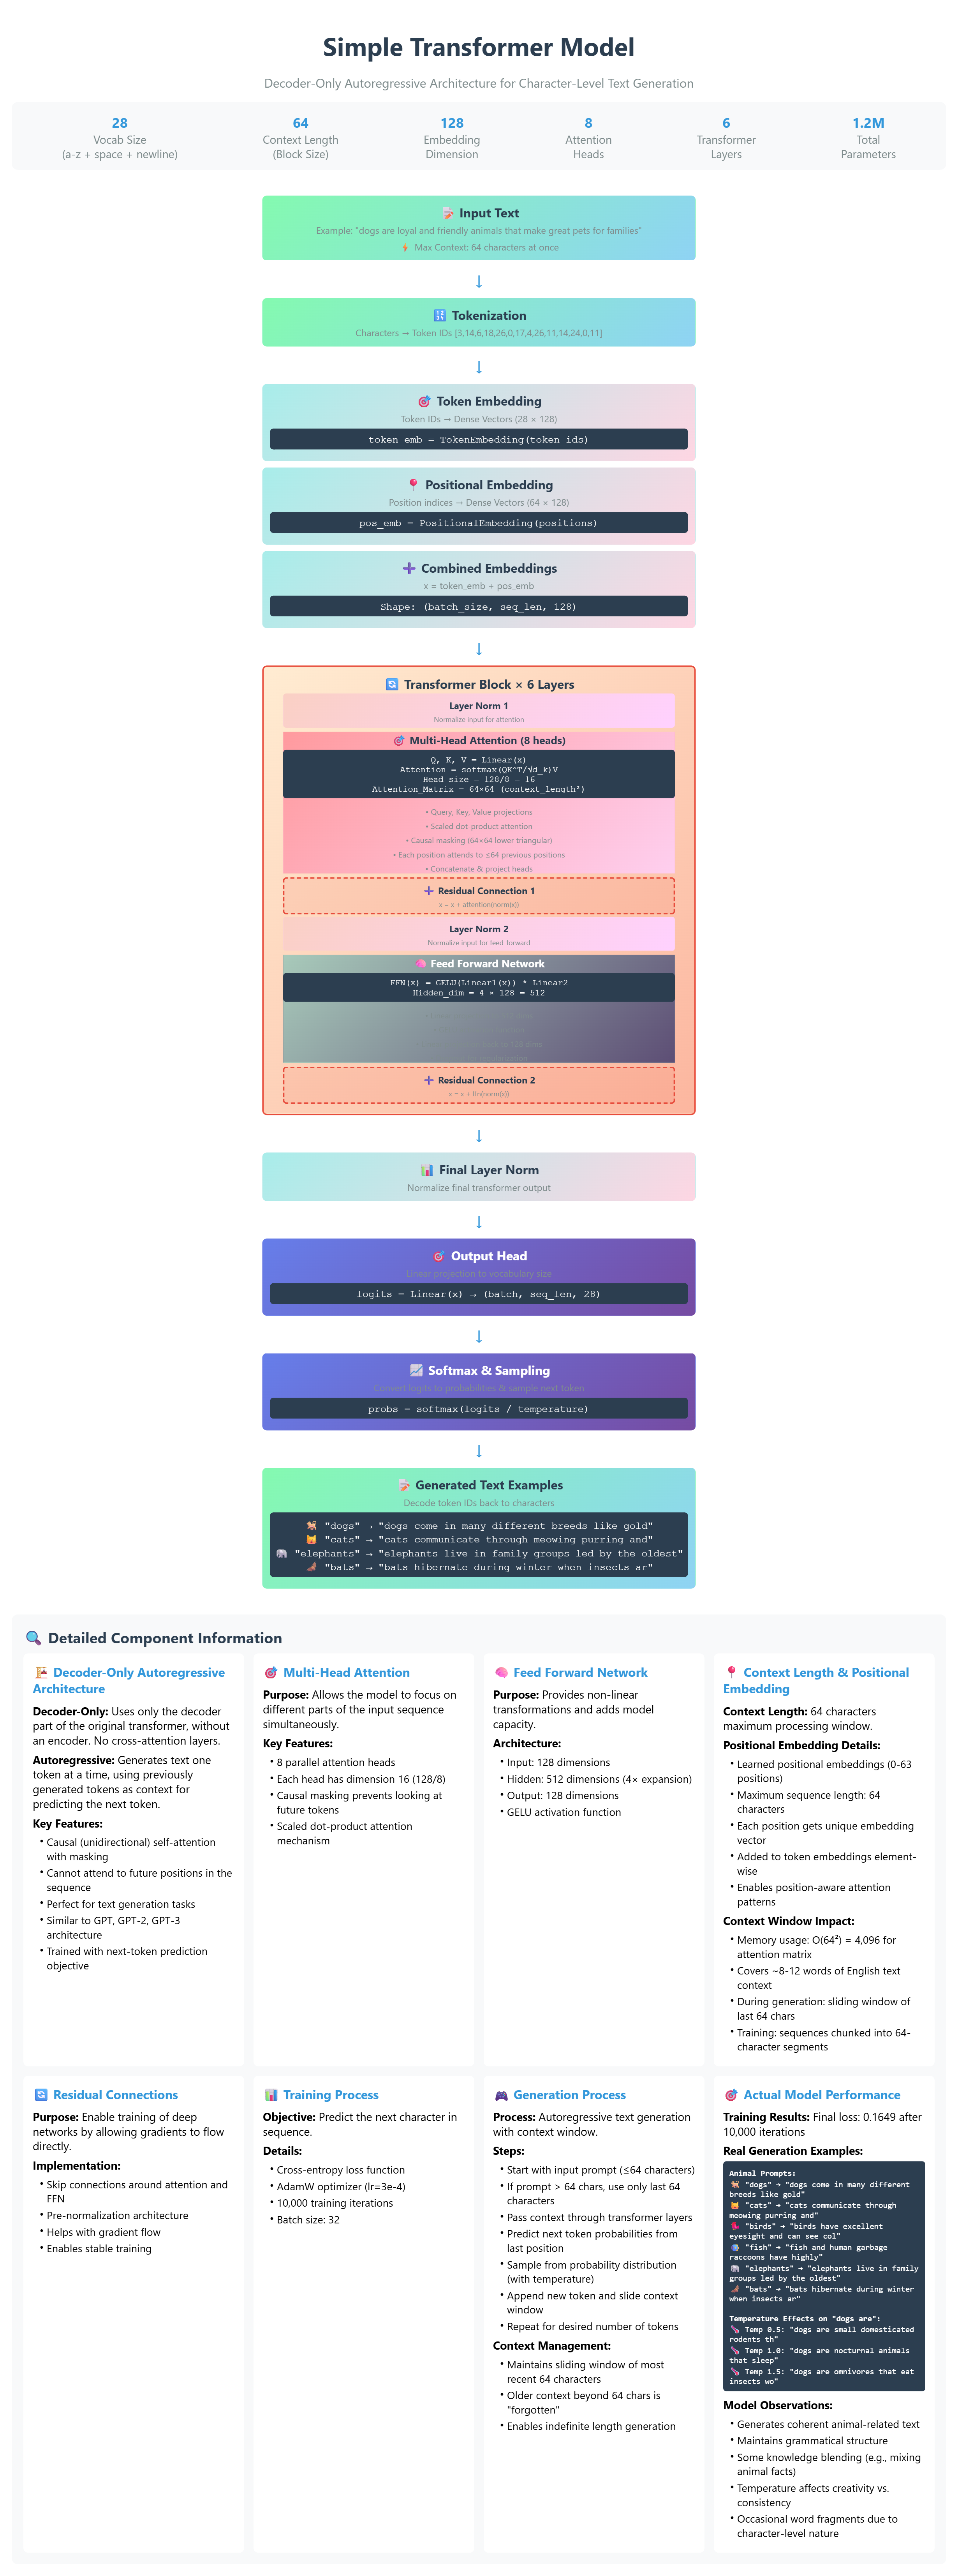 Simple Transformer Model
Decoder-Only Autoregressive Architecture for Character-Level Text Generation
28
Vocab Size
(a-z + space + newline)
64
Context Length
(Block Size)
128
Embedding
Dimension
8
Attention
Heads
6
Transformer
Layers
1.2M
Total
Parameters
Input Text
Example: "dogs are loyal and friendly animals that make great pets for families"
Max Context: 64 characters at once
↓
Tokenization
Characters → Token IDs [3,14,6,18,26,0,17,4,26,11,14,24,0,11]
↓
Token Embedding
Token IDs → Dense Vectors (28 × 128)
token_emb = TokenEmbedding(token_ids)
Positional Embedding
Position indices → Dense Vectors (64 × 128)
pos_emb = PositionalEmbedding(positions)
Combined Embeddings
x = token_emb + pos_emb
Shape: (batch_size, seq_len, 128)
↓
Transformer Block × 6 Layers
Layer Norm 1
Normalize input for attention
Multi-Head Attention (8 heads)
Q, K, V = Linear(x)
Attention = softmax(QK^T/√d_k)V
Head_size = 128/8 = 16
Attention_Matrix = 64×64 (context_length²)
• Query, Key, Value projections
• Scaled dot-product attention
• Causal masking (64×64 lower triangular)
• Each position attends to ≤64 previous positions
• Concatenate & project heads
Residual Connection 1
x = x + attention(norm(x))
Layer Norm 2
Normalize input for feed-forward
Feed Forward Network
FFN(x) = GELU(Linear1(x)) * Linear2
Hidden_dim = 4 × 128 = 512
Residual Connection 2
x = x + ffn(norm(x))
↓
Final Layer Norm
Normalize final transformer output
↓
Output Head
Linear projection to vocabulary size
logits = Linear(x) → (batch, seq_len, 28)
↓
Softmax & Sampling
Convert logits to probabilities & sample next token
probs = softmax(logits / temperature)
↓
Generated Text Examples
Decode token IDs back to characters
"dogs" → "dogs come in many different breeds like gold"
"cats" → "cats communicate through meowing purring and"
"elephants" → "elephants live in family groups led by the oldest"
"bats" → "bats hibernate during winter when insects ar"
Detailed Component Information
Decoder-Only Autoregressive
Architecture
Decoder-Only: Uses only the decoder
part of the original transformer, without
an encoder. No cross-attention layers.
Autoregressive: Generates text one
token at a time, using previously
generated tokens as context for
predicting the next token.
Key Features:
• Causal (unidirectional) self-attention
with masking
• Cannot attend to future positions in the
sequence
• Perfect for text generation tasks
• Similar to GPT, GPT-2, GPT-3
architecture
• Trained with next-token prediction
objective
Multi-Head Attention
Purpose: Allows the model to focus on
different parts of the input sequence
simultaneously.
Key Features:
• 8 parallel attention heads
• Each head has dimension 16 (128/8)
• Causal masking prevents looking at
future tokens
• Scaled dot-product attention
mechanism
Feed Forward Network
Purpose: Provides non-linear
transformations and adds model
capacity.
Architecture:
• Input: 128 dimensions
• Hidden: 512 dimensions (4× expansion)
• Output: 128 dimensions
• GELU activation function
Context Length & Positional
Embedding
Context Length: 64 characters
maximum processing window.
Positional Embedding Details:
• Learned positional embeddings (0-63
positions)
• Maximum sequence length: 64
characters
• Each position gets unique embedding
vector
• Added to token embeddings element-
wise
• Enables position-aware attention
patterns
Context Window Impact:
• Memory usage: O(64²) = 4,096 for
attention matrix
• Covers ~8-12 words of English text
context
• During generation: sliding window of
last 64 chars
• Training: sequences chunked into 64-
character segments
Residual Connections
Purpose: Enable training of deep
networks by allowing gradients to flow
directly.
Implementation:
• Skip connections around attention and
FFN
• Pre-normalization architecture
• Helps with gradient flow
• Enables stable training
Training Process
Objective: Predict the next character in
sequence.
Details:
• Cross-entropy loss function
• AdamW optimizer (lr=3e-4)
• 10,000 training iterations
• Batch size: 32
Generation Process
Process: Autoregressive text generation
with context window.
Steps:
• Start with input prompt (≤64 characters)
• If prompt > 64 chars, use only last 64
characters
• Pass context through transformer layers
• Predict next token probabilities from
last position
• Sample from probability distribution
(with temperature)
• Append new token and slide context
window
• Repeat for desired number of tokens
Context Management:
• Maintains sliding window of most
recent 64 characters
• Older context beyond 64 chars is
"forgotten"
• Enables indefinite length generation
Actual Model Performance
Training Results: Final loss: 0.1649 after
10,000 iterations
Real Generation Examples:
Animal Prompts:
"dogs" → "dogs come in many different
breeds like gold"
"cats" → "cats communicate through
meowing purring and"
"birds" → "birds have excellent
eyesight and can see col"
"fish" → "fish and human garbage
raccoons have highly"
"elephants" → "elephants live in family
groups led by the oldest"
"bats" → "bats hibernate during winter
when insects ar"
Temperature Effects on "dogs are":
Temp 0.5: "dogs are small domesticated
rodents th"
Temp 1.0: "dogs are nocturnal animals
that sleep"
Temp 1.5: "dogs are omnivores that eat
insects wo"
Model Observations:
• Generates coherent animal-related text
• Maintains grammatical structure
• Some knowledge blending (e.g., mixing
animal facts)
• Temperature affects creativity vs.
consistency
• Occasional word fragments due to
character-level nature